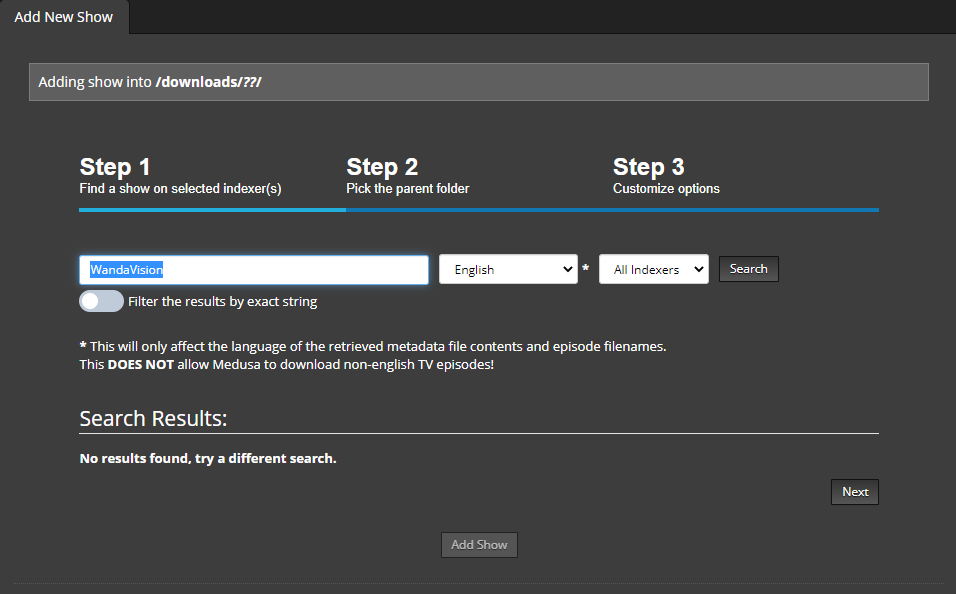 Add New Show
Adding show into /downloads/??/
Step 1
Find a show on selected indexer(s)
Step 2
Pick the parent folder
Step 3
Customize options
WandaVision
English
*
All Indexers
Search
Filter the results by exact string
* This will only affect the language of the retrieved metadata file contents and episode filenames.
This DOES NOT allow Medusa to download non-english TV episodes!
Search Results:
No results found, try a different search.
Next
Add Show